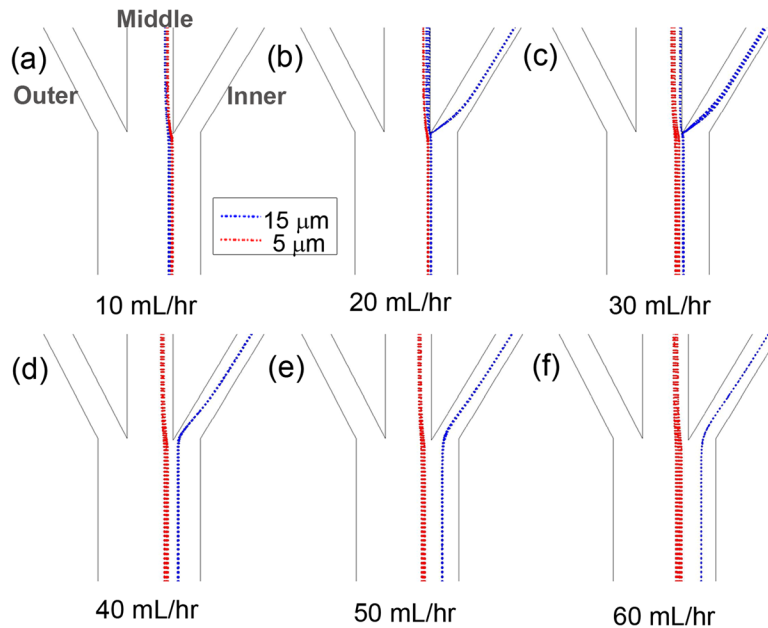 Middle
(a)
(b)
(c)
Outer
Inner
15 μm
5 μm
10 mL/hr
20 mL/hr
30 mL/hr
(d)
(e)
(f)
40 mL/hr
50 mL/hr
60 mL/hr